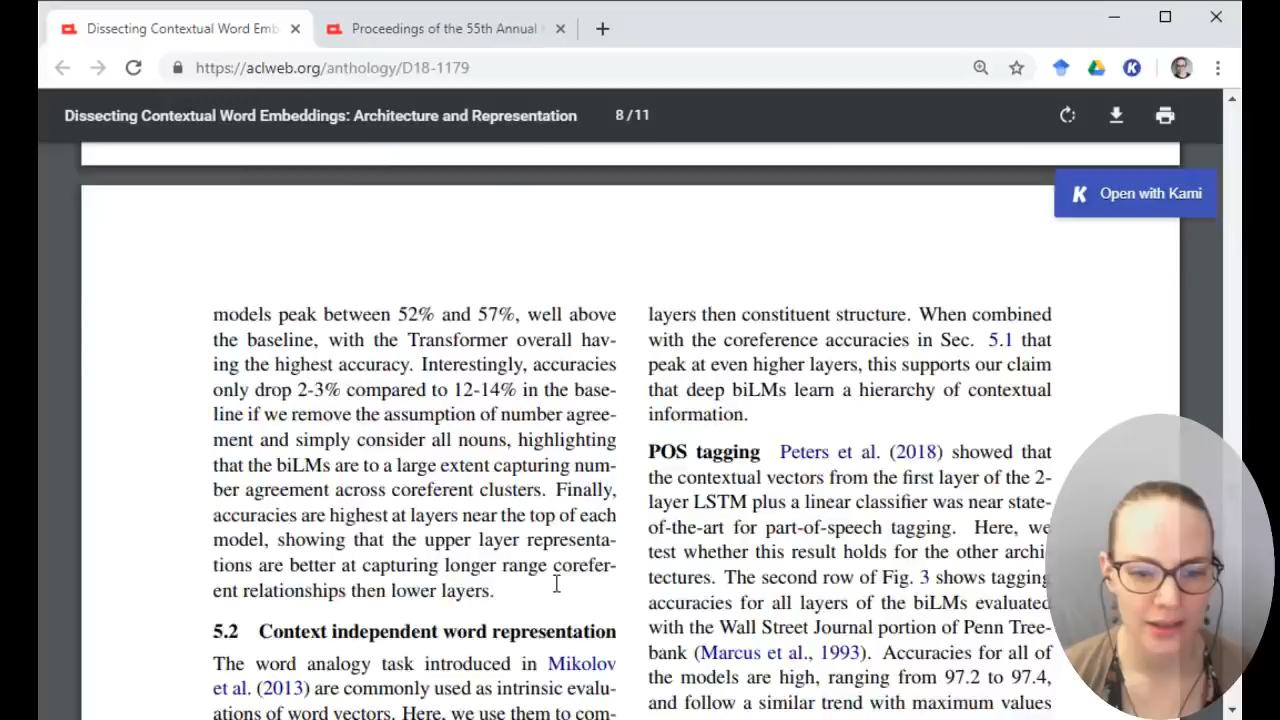 Dissecting Contextual Word Emb
Proceedings of the 55th Annual
https://aclweb.org/anthology/D18-1179
Dissecting Contextual Word Embeddings: Architecture and Representation 8 / 11
K Open with Kami
models peak between 52% and 57%, well above
the baseline, with the Transformer overall hav-
ing the highest accuracy. Interestingly, accuracies
only drop 2-3% compared to 12-14% in the base-
line if we remove the assumption of number agree-
ment and simply consider all nouns, highlighting
that the biLMs are to a large extent capturing num-
ber agreement across coreferent clusters. Finally,
accuracies are highest at layers near the top of each
model, showing that the upper layer representa-
tions are better at capturing longer range corefer-
ent relationships then lower layers.
5.2 Context independent word representation
The word analogy task introduced in Mikolov
et al. (2013) are commonly used as intrinsic evalu-
ations of word vectors. Here, we use them to com-
layers then constituent structure. When combined
with the coreference accuracies in Sec. 5.1 that
peak at even higher layers, this supports our claim
that deep biLMs learn a hierarchy of contextual
information.
POS tagging Peters et al. (2018) showed that
the contextual vectors from the first layer of the 2-
layer LSTM plus a linear classifier was near state-
of-the-art for part-of-speech tagging. Here, we
test whether this result holds for the other archi-
tectures. The second row of Fig. 3 shows tagging
accuracies for all layers of the biLMs evaluated
with the Wall Street Journal portion of Penn Tree-
bank (Marcus et al., 1993). Accuracies for all of
the models are high, ranging from 97.2 to 97.4,
and follow a similar trend with maximum values